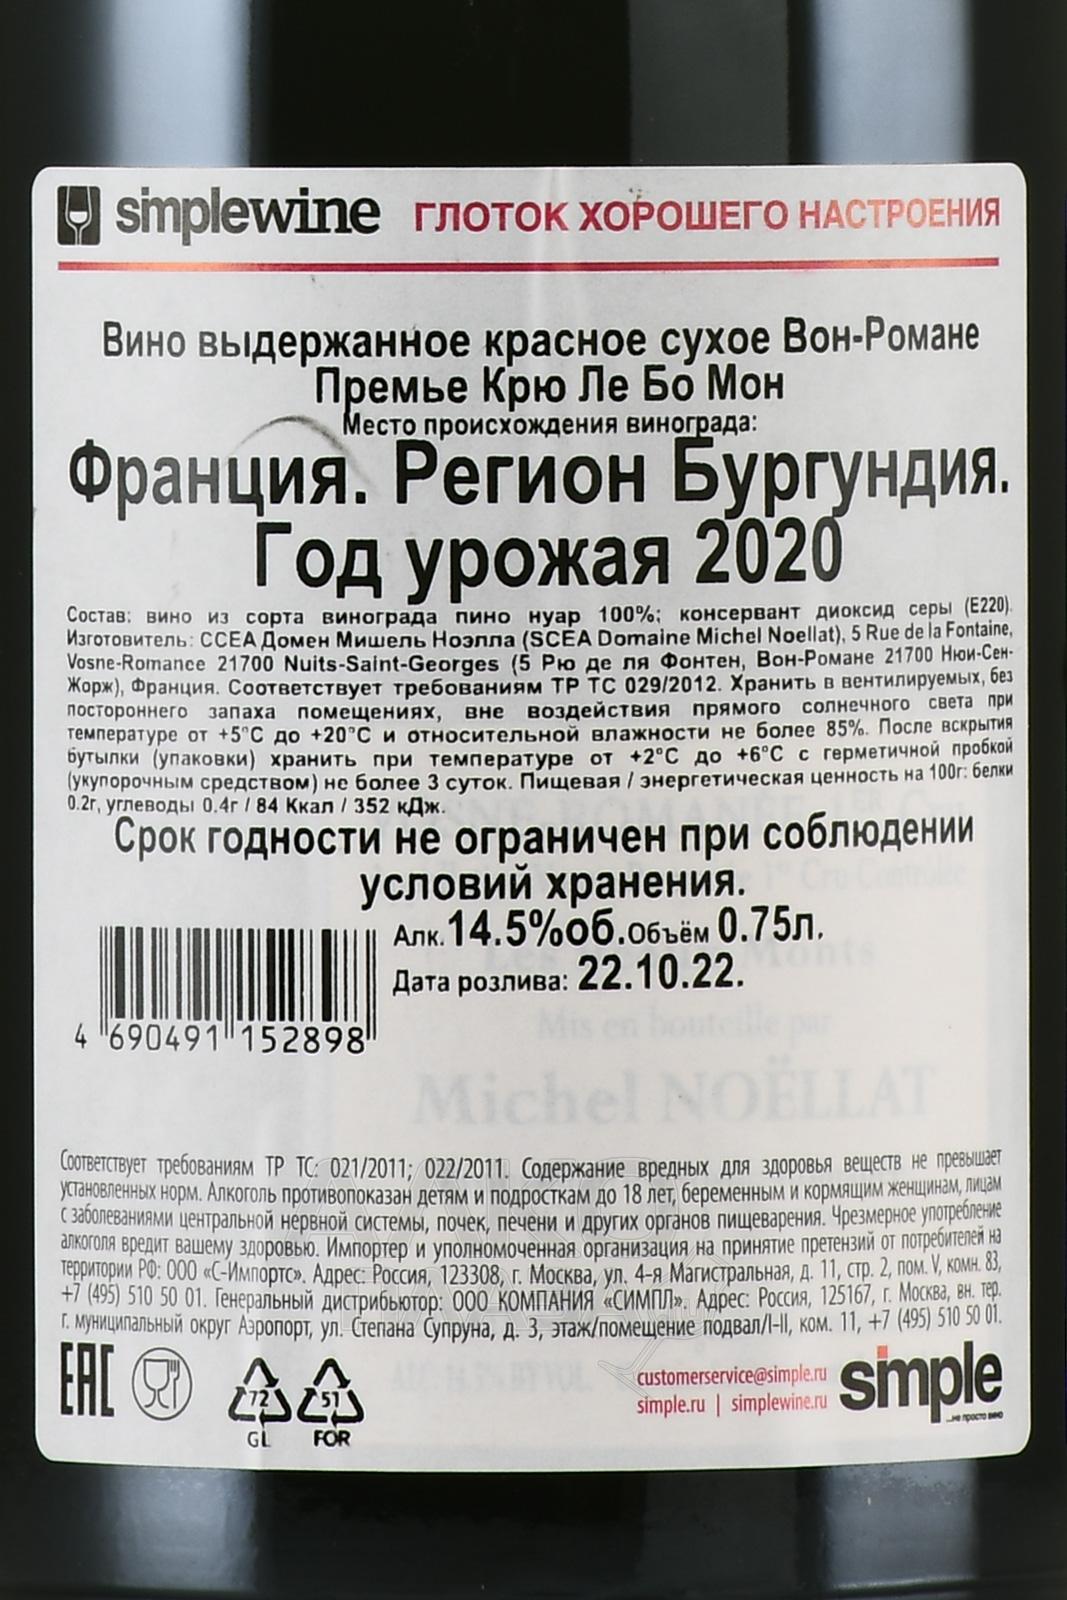 simplewine ГЛОТОК ХОРОШЕГО НАСТРОЕНИЯ
Вино выдержанное красное сухое Вон-Романе
Премье Крю Ле Бо Мон
Место происхождения винограда:
Франция. Регион Бургундия.
Год урожая 2020
Состав: вино из сорта винограда пино нуар 100%; консервант диоксид серы (Е220).
Изготовитель: ССЕА Домен Мишель Ноэлла (SCEA Domaine Michel Noellat), 5 Rue de la Fontaine,
Vosne-Romance 21700 Nuits-Saint-Georges (5 Рю де ля Фонтен, Вон-Романе 21700 Нюи-Сен-
Жорж), Франция. Соответствует требованиям ТР ТС 029/2012. Хранить в вентилируемых, без
постороннего запаха помещениях, вне воздействия прямого солнечного света при
температуре от +5°С до +20°С и относительной влажности не более 85%. После вскрытия
бутылки (упаковки) хранить при температуре от +2°С до +6°С с герметичной пробкой
(укупорочным средством) не более 3 суток. Пищевая / энергетическая ценность на 100г: белки
0.2г, углеводы 0.4г / 84 Ккал / 352 кДж.
Срок годности не ограничен при соблюдении
условий хранения.
Алк. 14.5%об. Объём 0.75л.
Дата розлива: 22.10.22.
4 690491 152898
Mis en bouteille par
Michel NOËLLAT
Соответствует требованиям ТР ТС: 021/2011; 022/2011. Содержание вредных для здоровья веществ не превышает
установленных норм. Алкоголь противопоказан детям и подросткам до 18 лет, беременным и кормящим женщинам, лицам
с заболеваниями центральной нервной системы, почек, печени и других органов пищеварения. Чрезмерное употребление
алкоголя вредит вашему здоровью. Импортер и уполномоченная организация на принятие претензий от потребителей на
территории РФ: ООО «С-Импортс». Адрес: Россия, 123308, г. Москва, ул. 4-я Магистральная, д. 11, стр. 2, пом. V, комн. 83,
+7 (495) 510 50 01. Генеральный дистрибьютор: ООО КОМПАНИЯ «СИМПЛ». Адрес: Россия, 125167, г. Москва, вн. тер.
г. муниципальный округ Аэропорт, ул. Степана Супруна, д. 3, этаж/помещение подвал/I-II, ком. 11, +7 (495) 510 50 01.
EAC
72
GL
51
FOR
customerservice@simple.ru
simple.ru | simplewine.ru
simple
...не просто вино